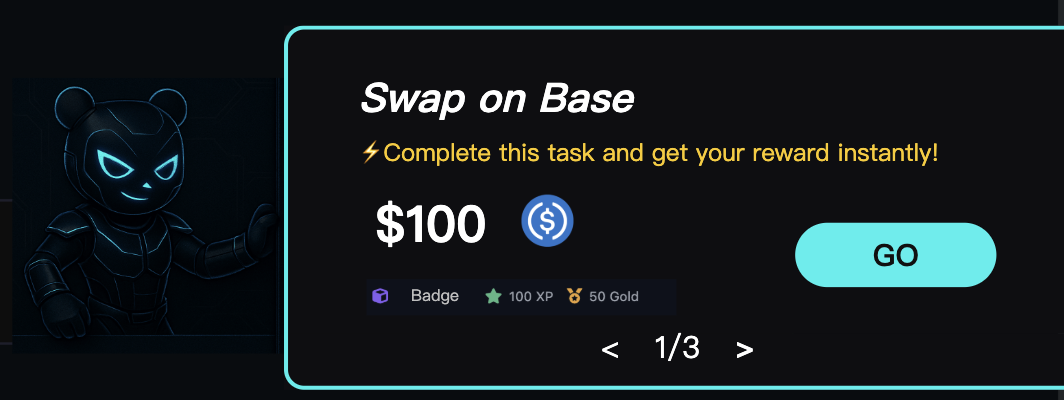 Swap on Base
⚡Complete this task and get your reward instantly!
$100
GO
Badge 100 XP 50 Gold
< 1/3 >